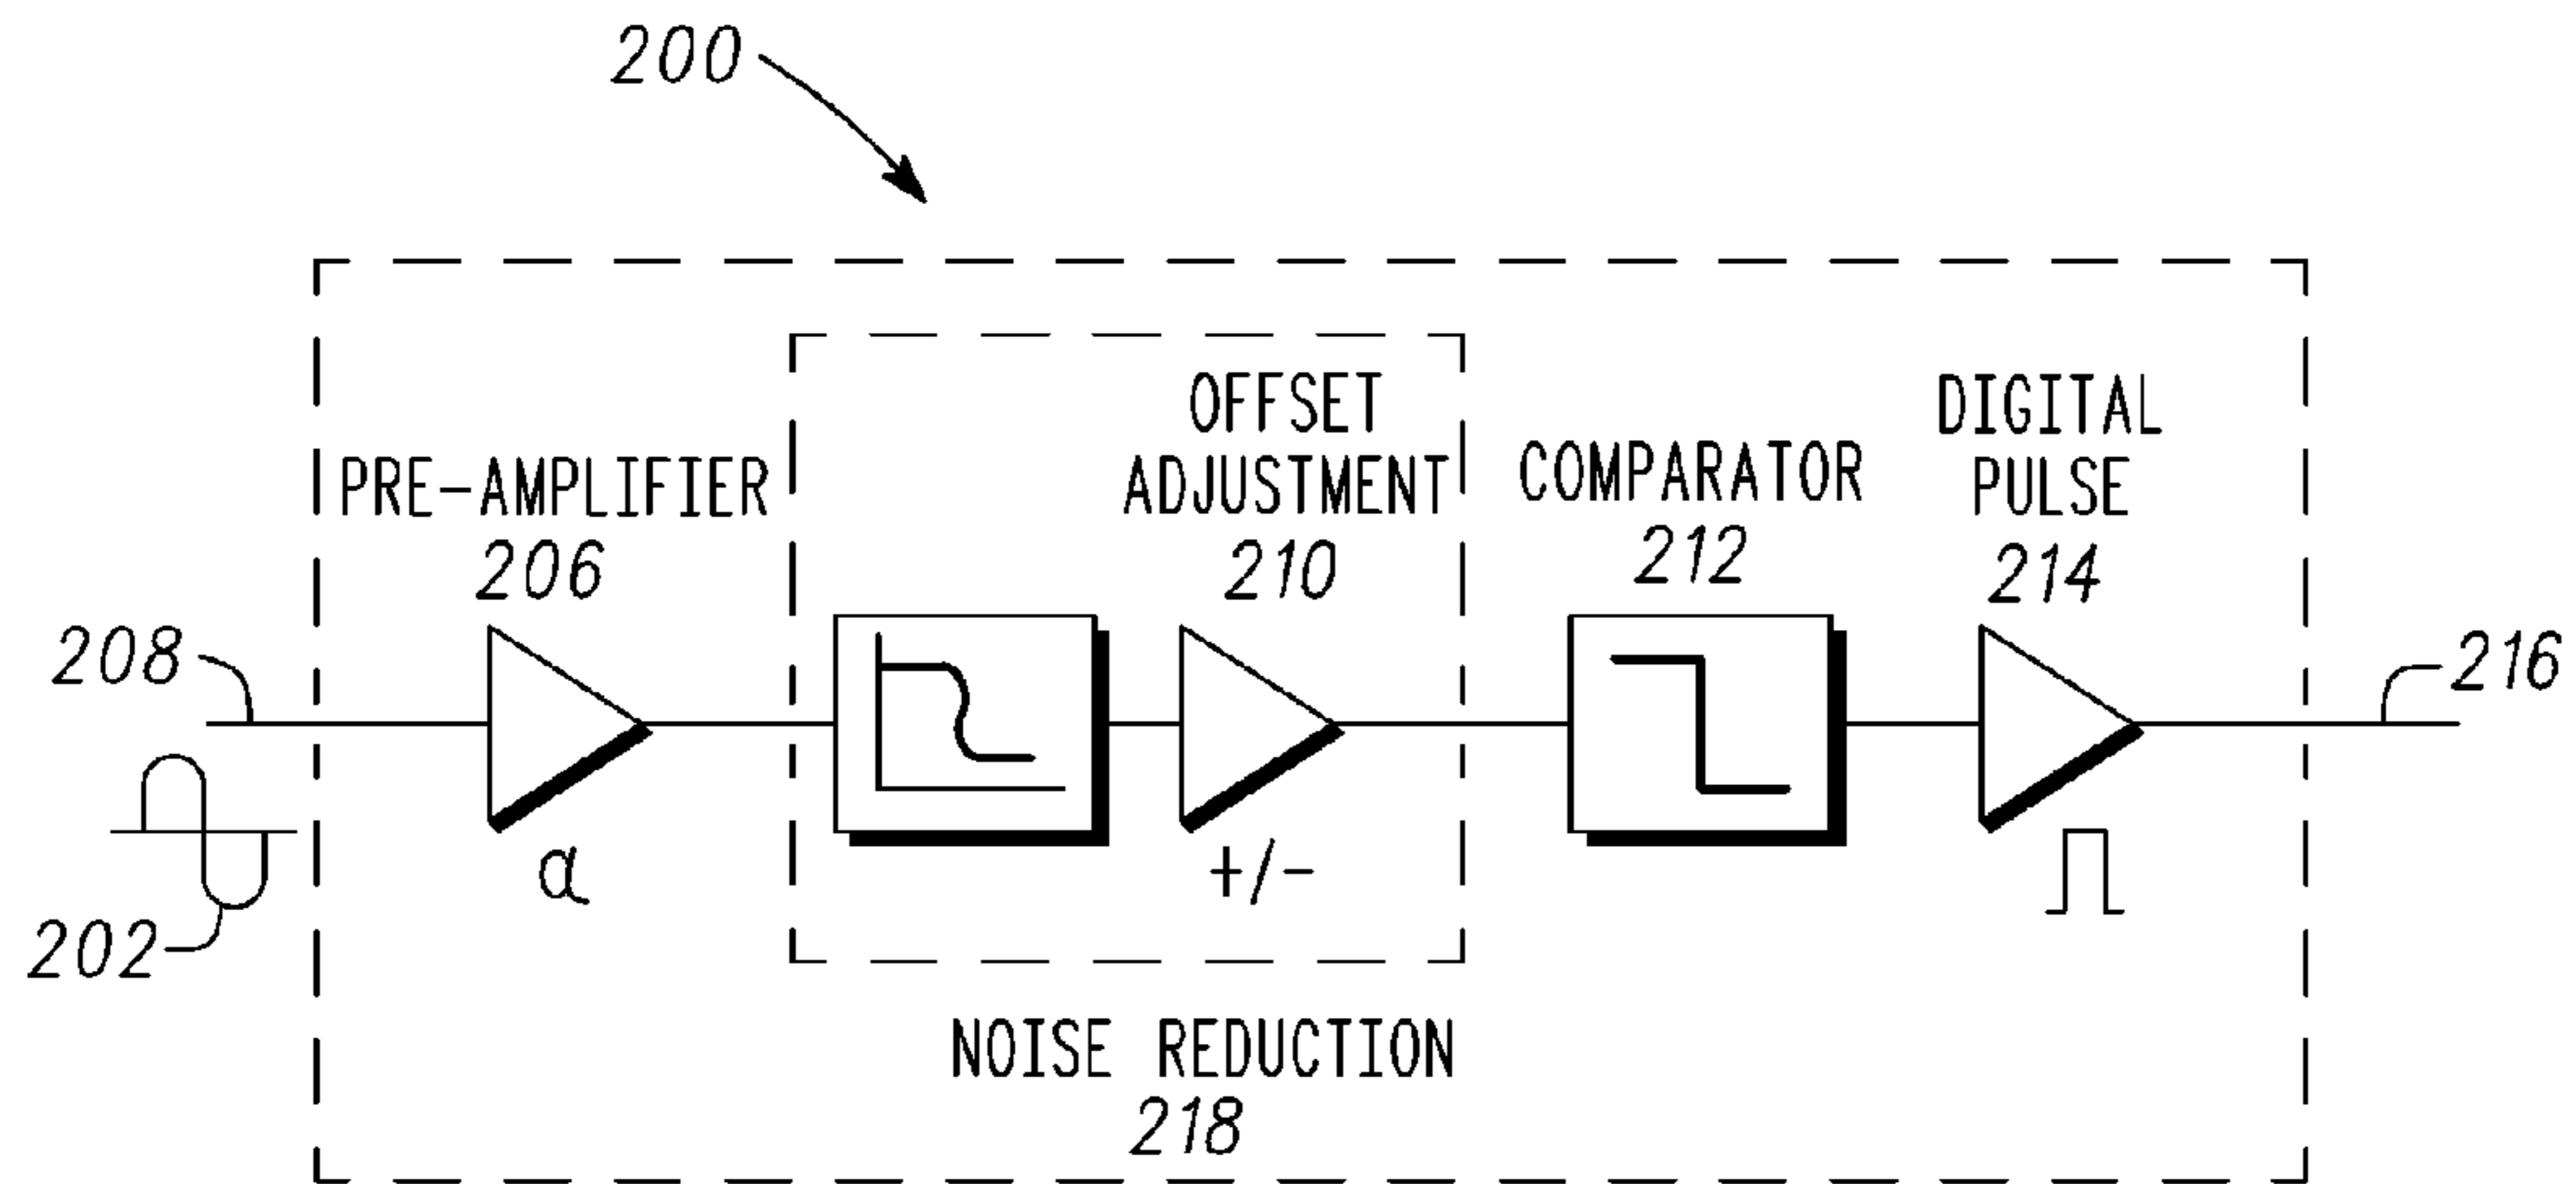 200
OFFSET
ADJUSTMENT
210
DIGITAL
PULSE
214
PRE-AMPLIFIER
206
COMPARATOR
212
208
216
202
α
+/-
NOISE REDUCTION
218